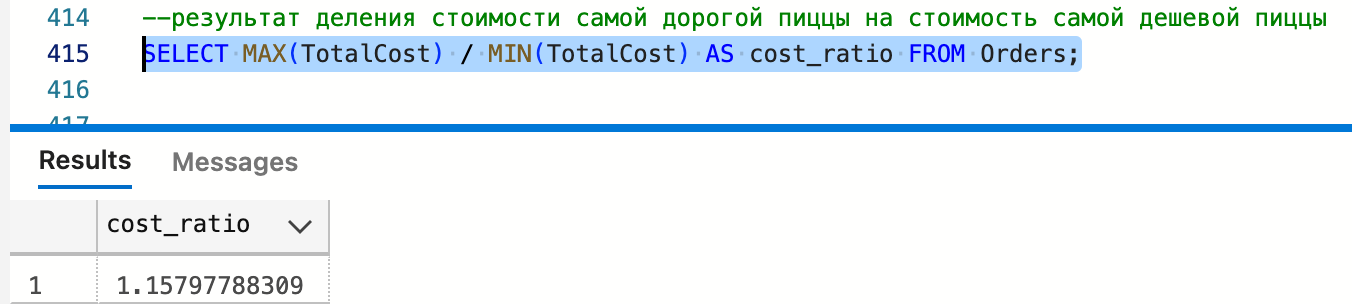 414 --результат деления стоимости самой дорогой пиццы на стоимость самой дешевой пиццы
415 SELECT MAX(TotalCost) / MIN(TotalCost) AS cost_ratio FROM Orders;
416
417
Results Messages
cost_ratio
1 1.15797788309